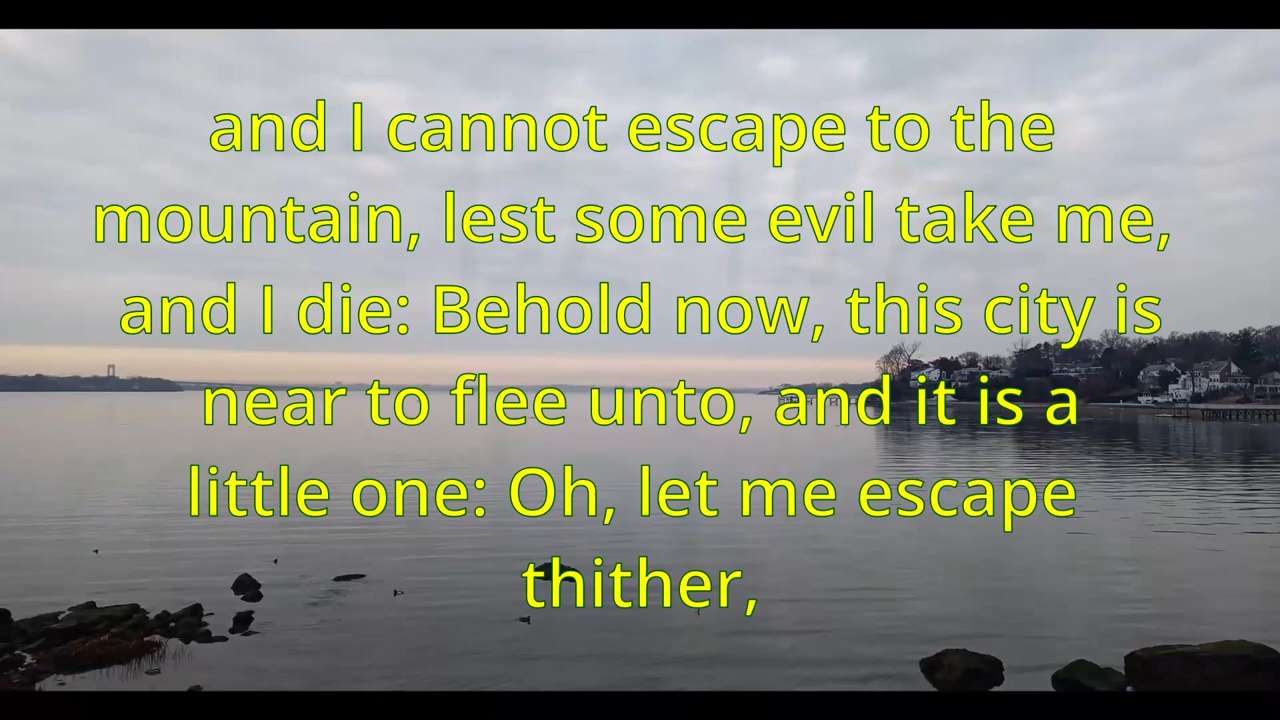 and I cannot escape to the
mountain, lest some evil take me,
and I die: Behold now, this city is
near to flee unto, and it is a
little one: Oh, let me escape
thither,